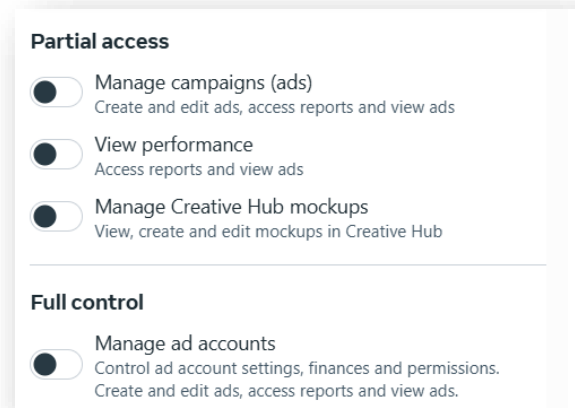 Partial access
Manage campaigns (ads)
Create and edit ads, access reports and view ads
View performance
Access reports and view ads
Manage Creative Hub mockups
View, create and edit mockups in Creative Hub
Full control
Manage ad accounts
Control ad account settings, finances and permissions.
Create and edit ads, access reports and view ads.